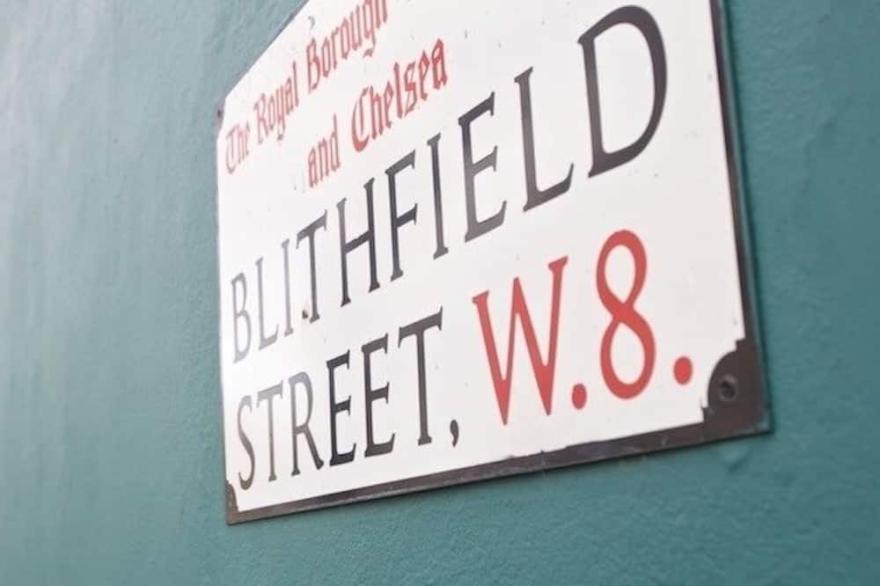 The Royal Borough
and Chelsea
BLITHFIELD
STREET, W.8.